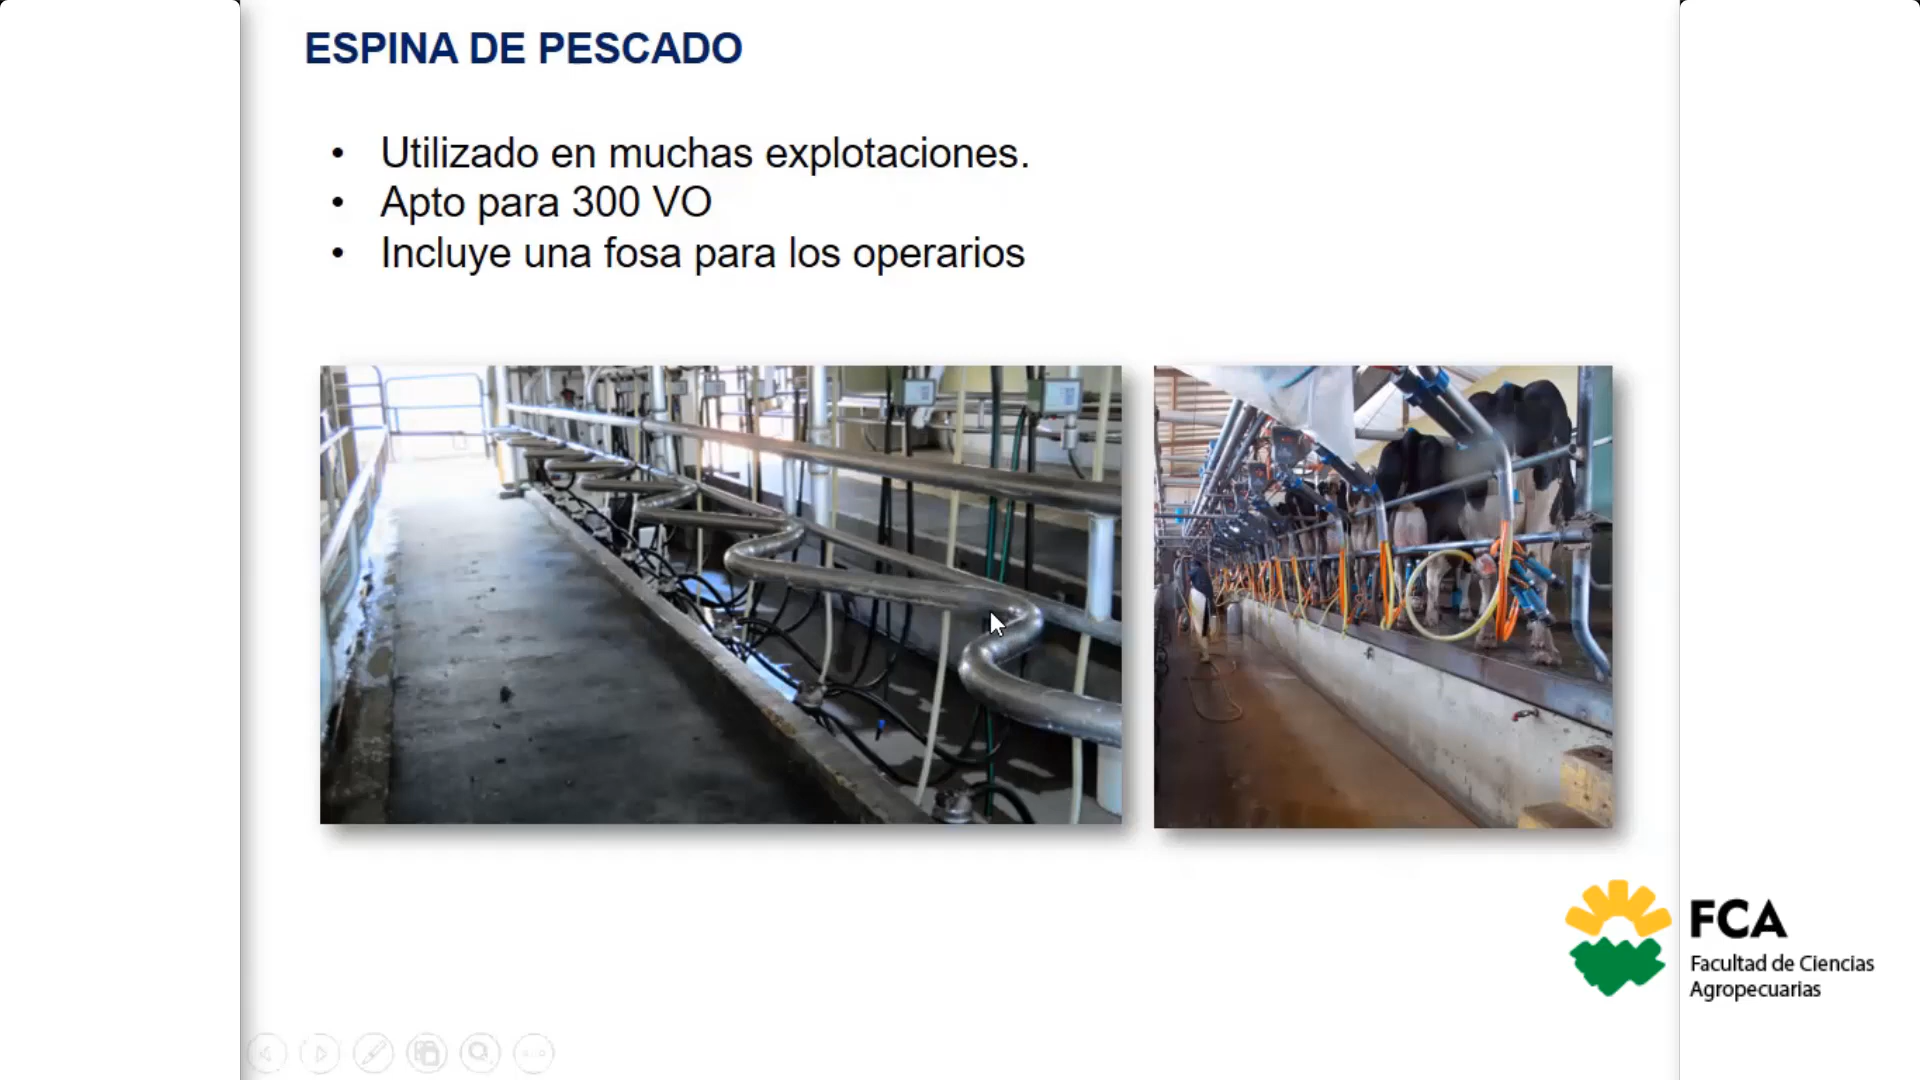 ESPINA DE PESCADO
• Utilizado en muchas explotaciones.
• Apto para 300 VO
• Incluye una fosa para los operarios
FCA
Facultad de Ciencias
Agropecuarias